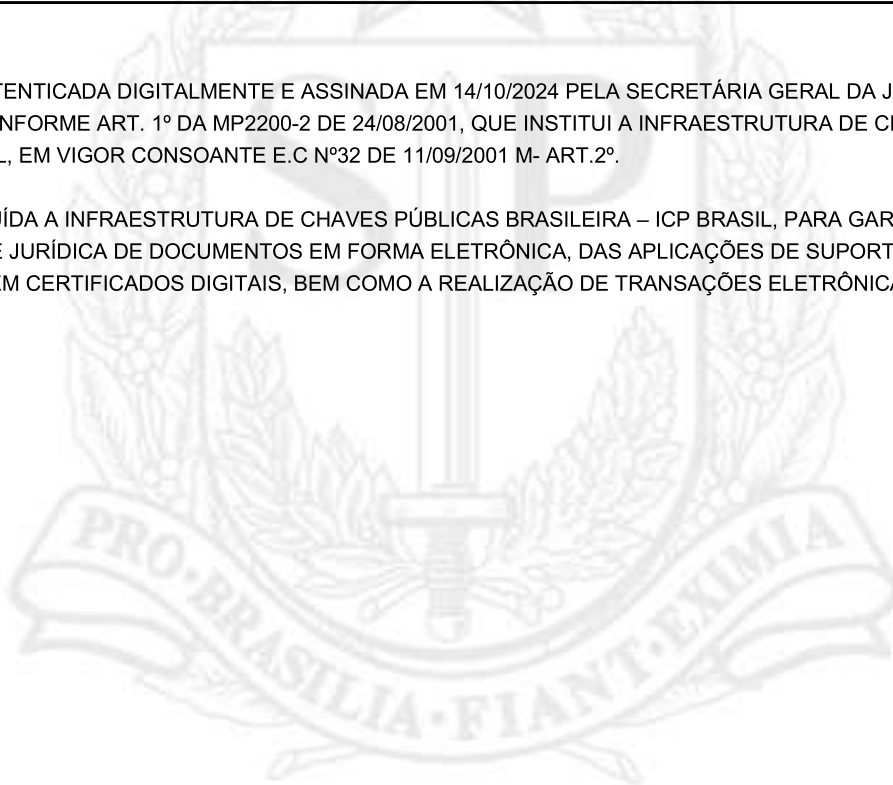 TENTICADA DIGITALMENTE E ASSINADA EM 14/10/2024 PELA SECRETÁRIA GERAL DA J
NFORME ART. 1º DA MP2200-2 DE 24/08/2001, QUE INSTITUI A INFRAESTRUTURA DE C
L, EM VIGOR CONSOANTE E.C Nº32 DE 11/09/2001 M- ART.2º.
ÍDA A INFRAESTRUTURA DE CHAVES PÚBLICAS BRASILEIRA – ICP BRASIL, PARA GAR
E JURÍDICA DE DOCUMENTOS EM FORMA ELETRÔNICA, DAS APLICAÇÕES DE SUPORT
EM CERTIFICADOS DIGITAIS, BEM COMO A REALIZAÇÃO DE TRANSAÇÕES ELETRÔNICA
SP
PRO·BRASILIA·FIANT·EXIMIA